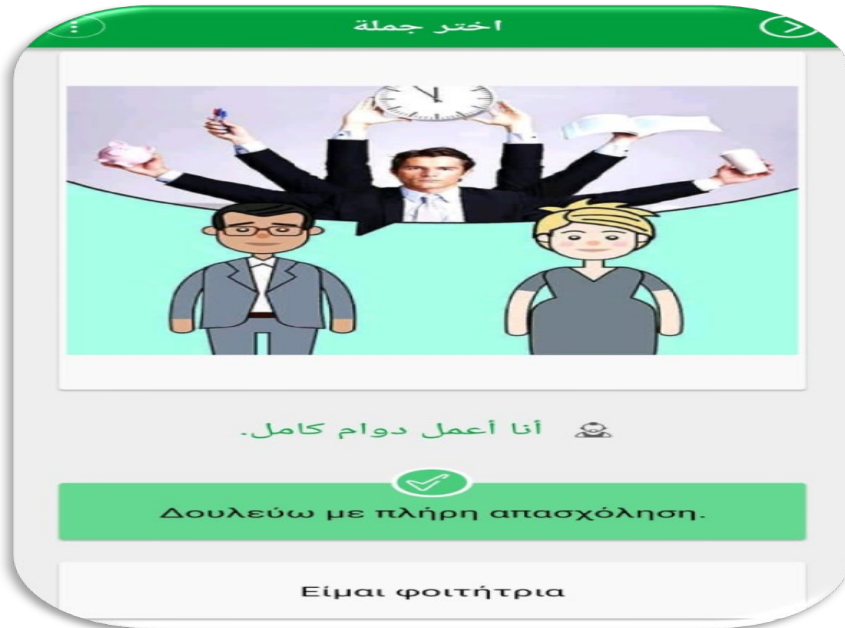 اختر جملة
أنا أعمل دوام كامل.
Δουλεύω με πλήρη απασχόληση.
Είμαι φοιτήτρια